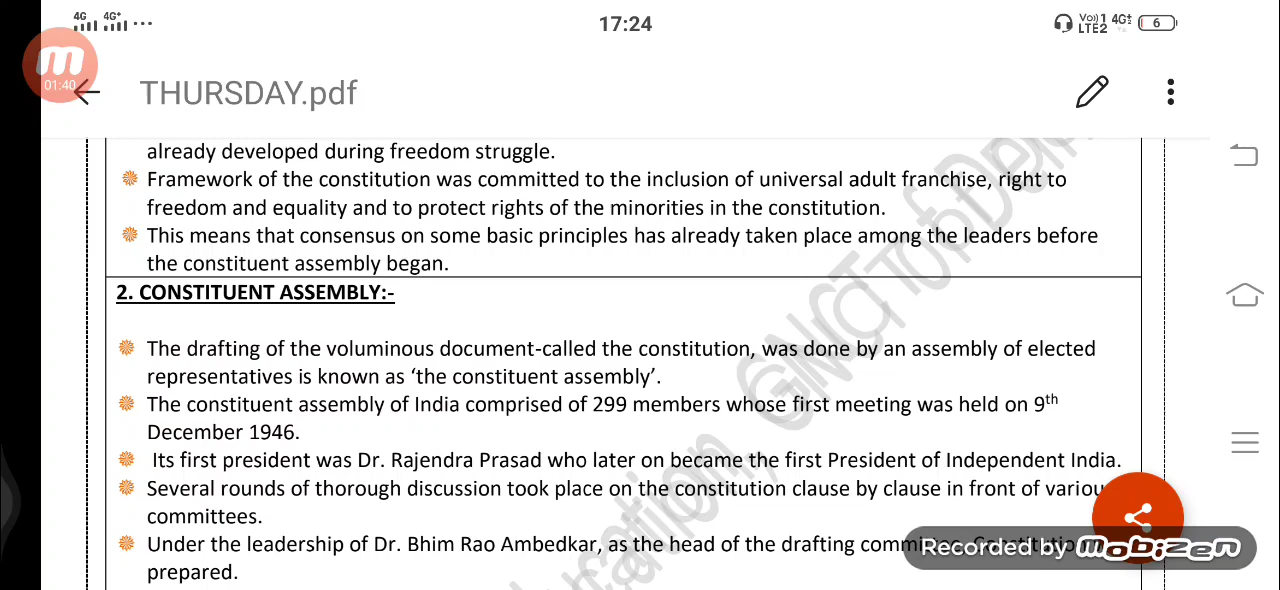 4G 4G+ ... 17:24 Vo)) 1 4G± LTE2 6
01:40 THURSDAY.pdf
already developed during freedom struggle.
Framework of the constitution was committed to the inclusion of universal adult franchise, right to
freedom and equality and to protect rights of the minorities in the constitution.
This means that consensus on some basic principles has already taken place among the leaders before
the constituent assembly began.
2. CONSTITUENT ASSEMBLY:-
The drafting of the voluminous document-called the constitution, was done by an assembly of elected
representatives is known as ‘the constituent assembly’.
The constituent assembly of India comprised of 299 members whose first meeting was held on 9th
December 1946.
Its first president was Dr. Rajendra Prasad who later on became the first President of Independent India.
Several rounds of thorough discussion took place on the constitution clause by clause in front of variou
committees.
Under the leadership of Dr. Bhim Rao Ambedkar, as the head of the drafting
prepared.
Recorded by mobizen